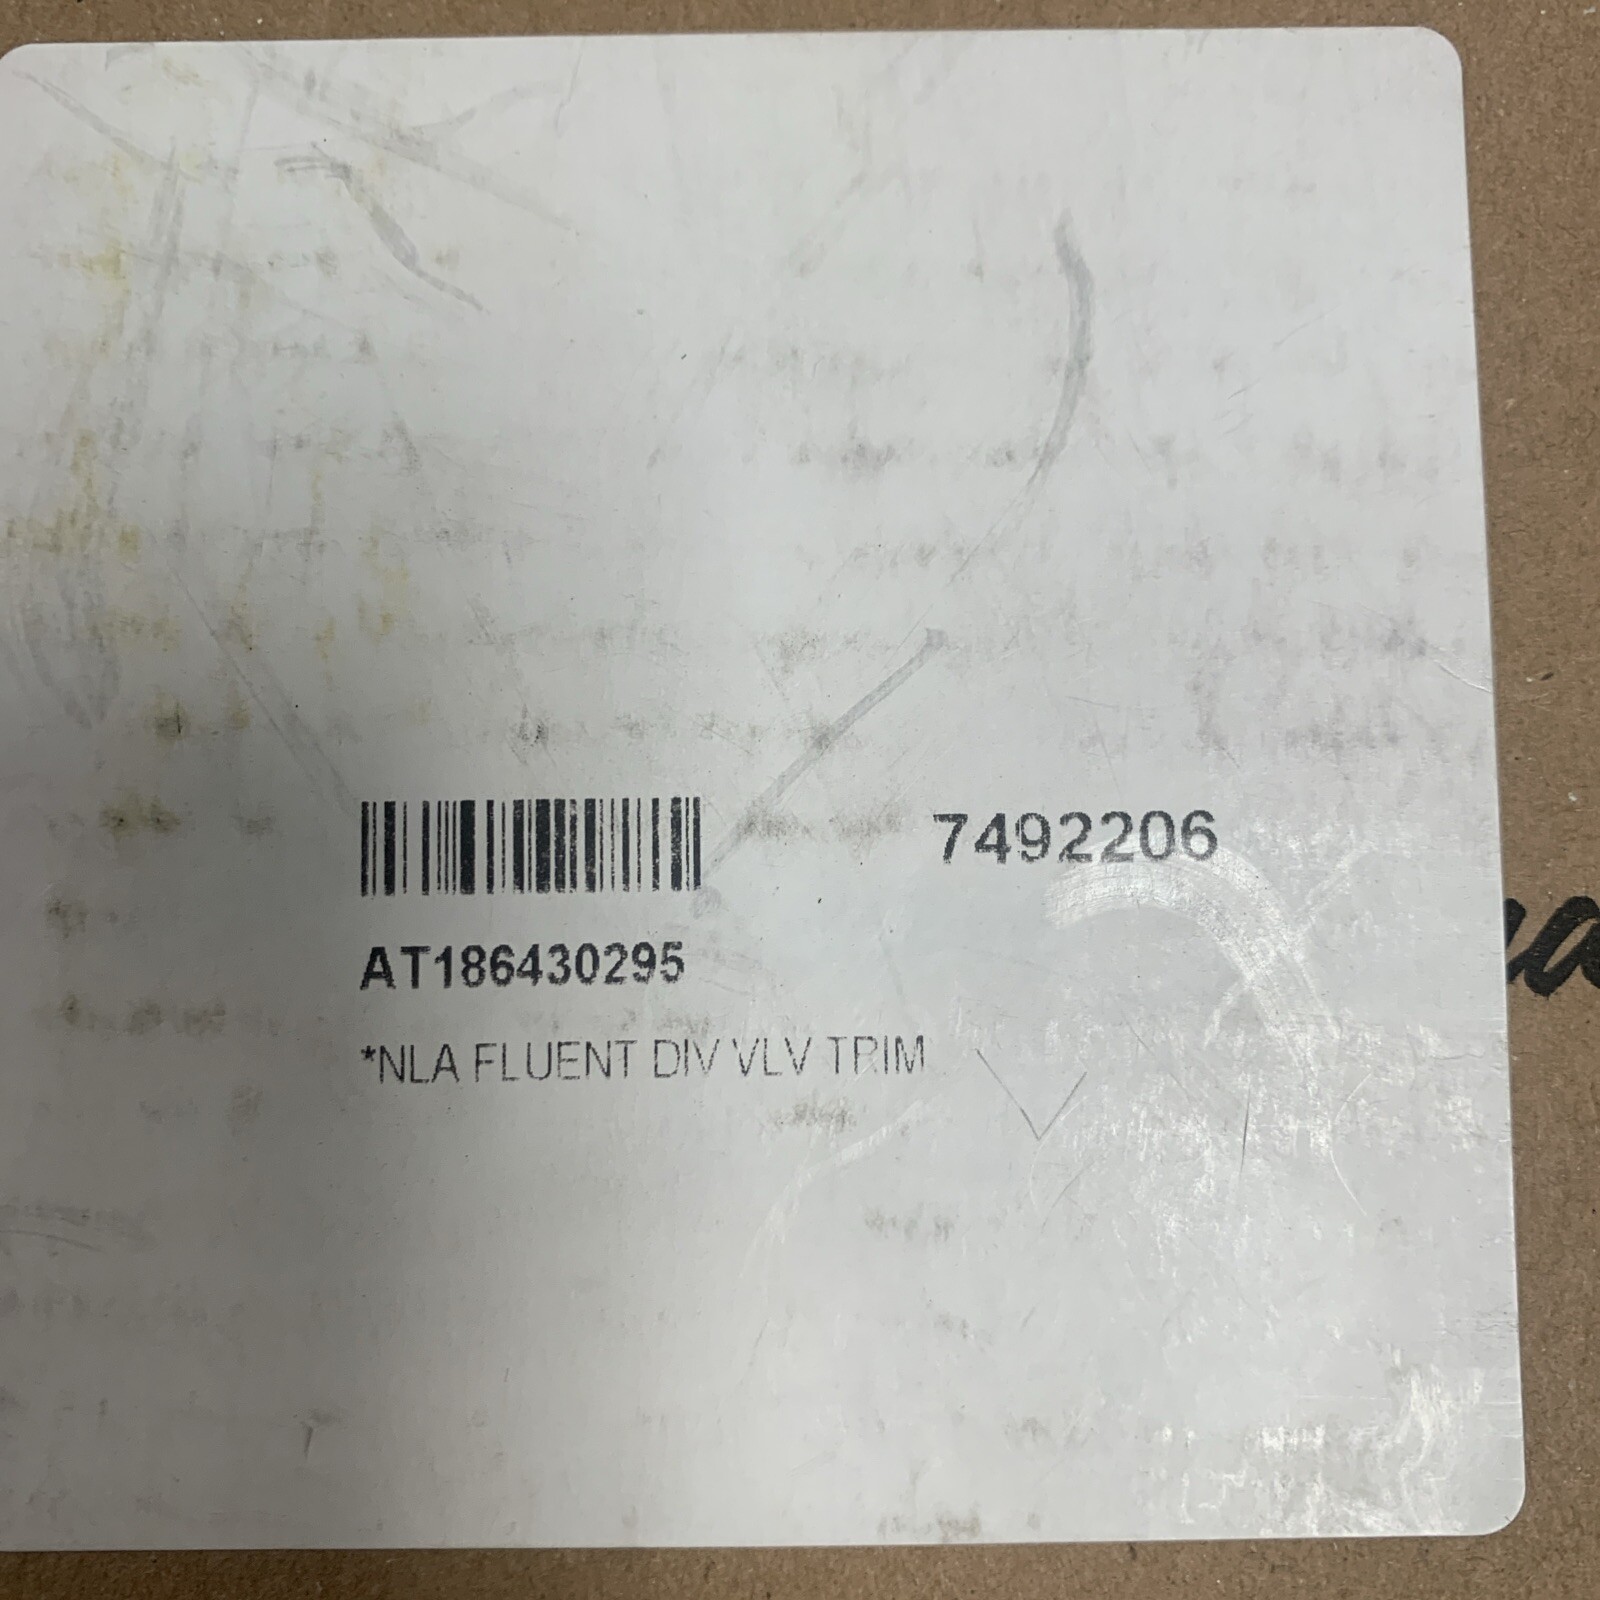 7492206
AT186430295
*NLA FLUENT DIV VLV TRIM